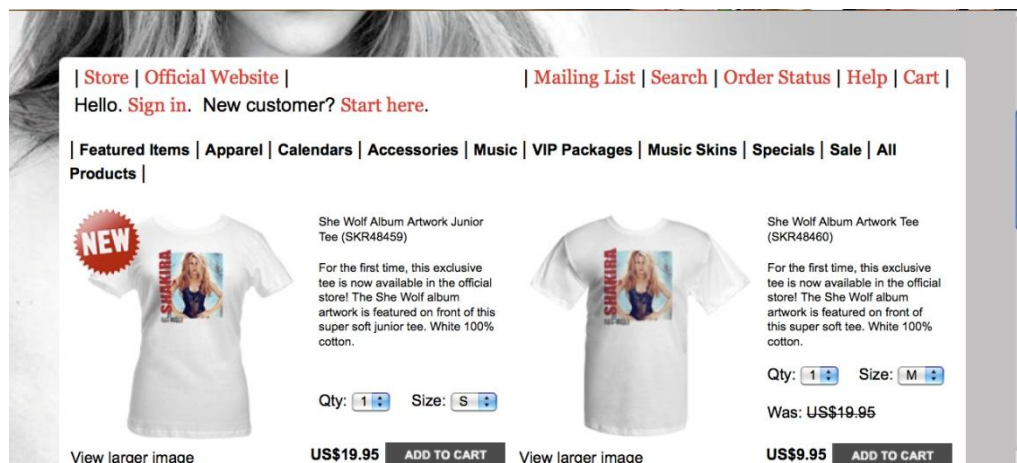 | Store | Official Website |
| Mailing List | Search | Order Status | Help | Cart |
Hello. Sign in. New customer? Start here.
| Featured Items | Apparel | Calendars | Accessories | Music | VIP Packages | Music Skins | Specials | Sale | All
Products |
NEW
SHAKIRA
SHE WOLF
She Wolf Album Artwork Junior
Tee (SKR48459)
For the first time, this exclusive
tee is now available in the official
store! The She Wolf album
artwork is featured on front of this
super soft junior tee. White 100%
cotton.
Qty: 1 Size: S
View larger image
US$19.95 ADD TO CART
SHAKIRA
SHE WOLF
She Wolf Album Artwork Tee
(SKR48460)
For the first time, this exclusive
tee is now available in the official
store! The She Wolf album
artwork is featured on front of
this super soft tee. White 100%
cotton.
Qty: 1 Size: M
Was: US$19.95
View larger image
US$9.95 ADD TO CART